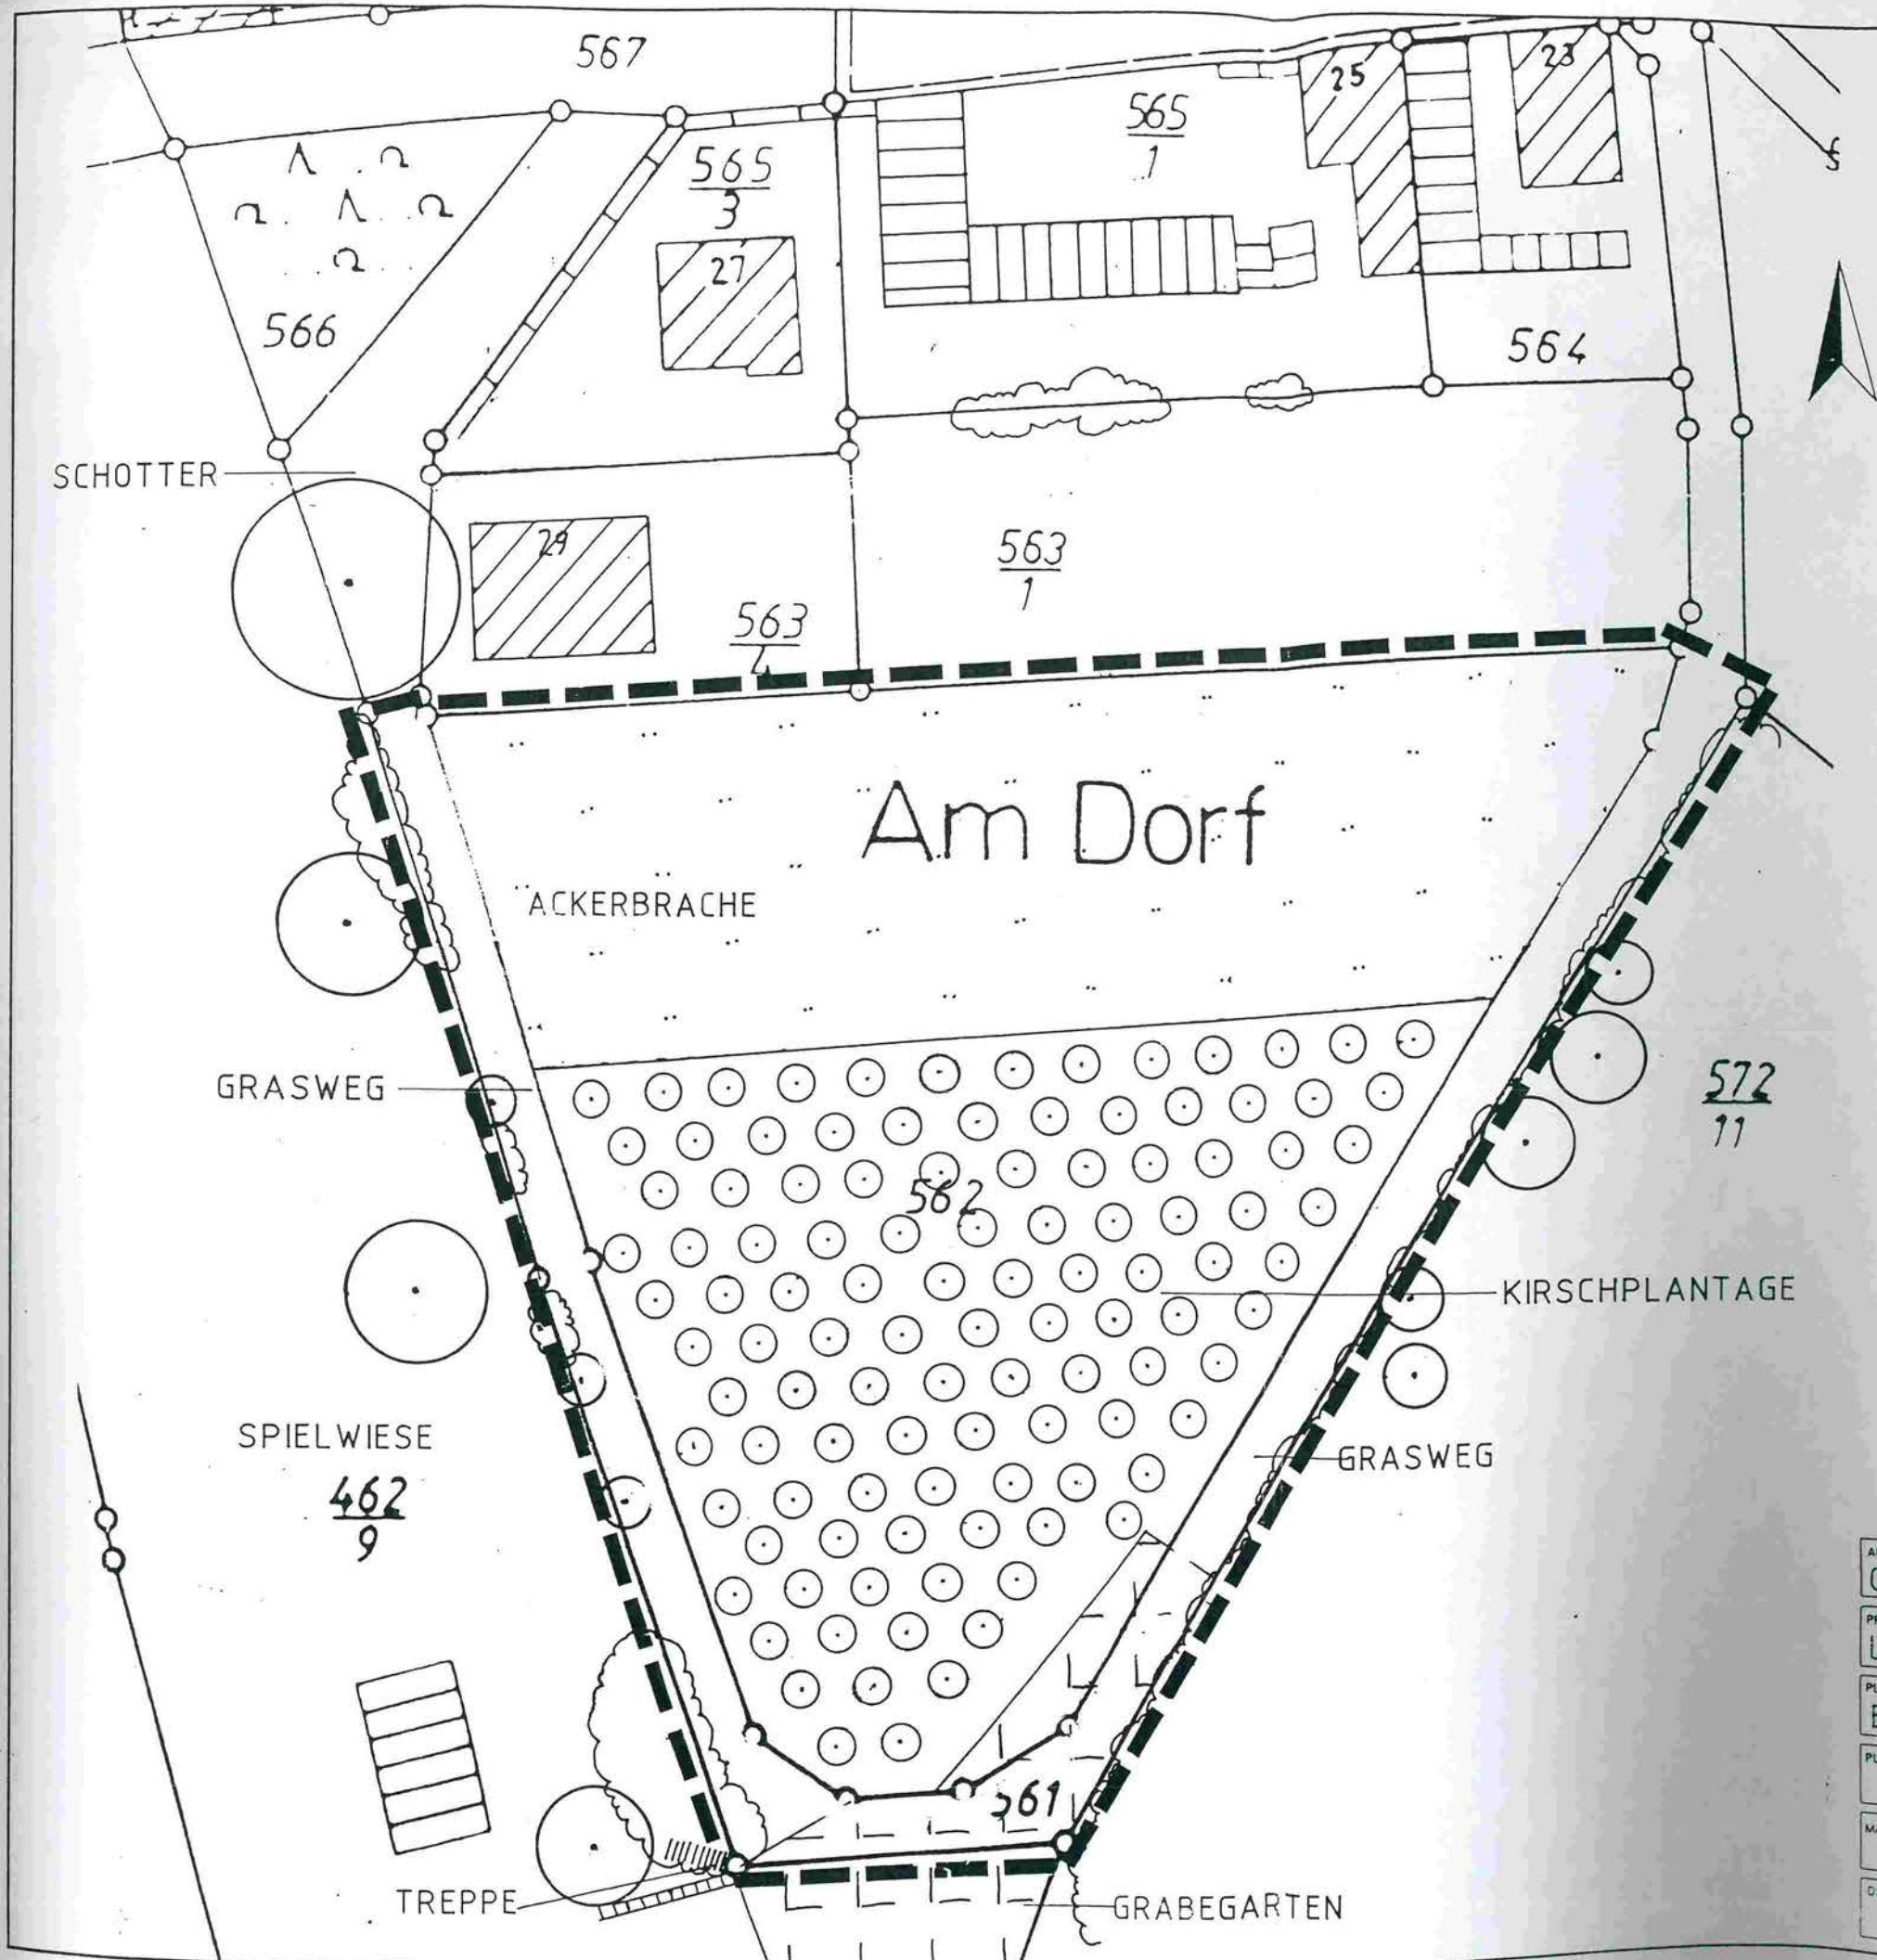 567
25
23
565
1
565
3
27
566
564
SCHOTTER
29
563
1
563
4
Am Dorf
ACKERBRACHE
GRASWEG
572
11
562
KIRSCHPLANTAGE
SPIELWIESE
462
9
GRASWEG
561
TREPPE
GRABEGARTEN